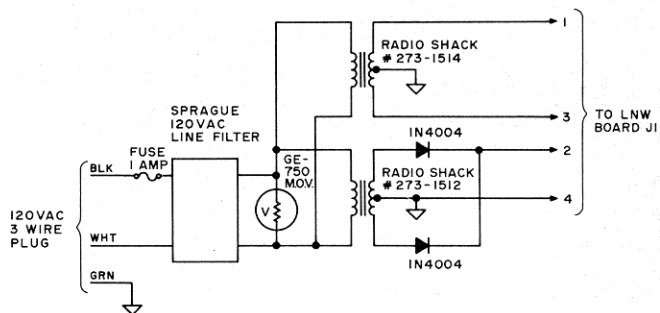 1
RADIO SHACK
# 273-1514
3
TO LNW
BOARD J1
SPRAGUE
120VAC
LINE FILTER
FUSE
1 AMP
BLK
GE-
750
M.O.V.
V
1N4004
2
RADIO SHACK
# 273-1512
4
1N4004
120VAC
3 WIRE
PLUG
WHT
GRN